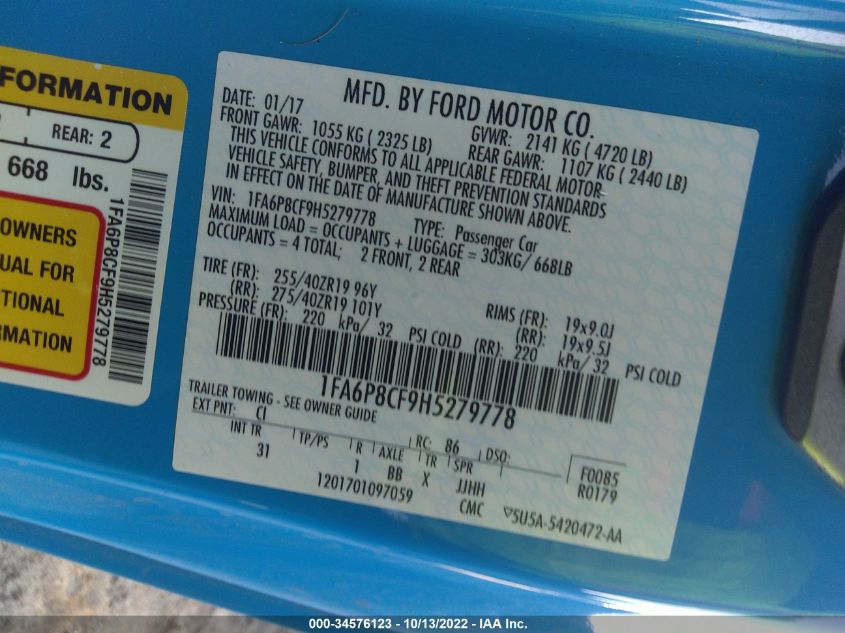 FORMATION
REAR: 2
668 lbs.
OWNERS
UAL FOR
TIONAL
RMATION
1FA6P8CF9H5279778
MFD. BY FORD MOTOR CO.
DATE: 01/17 GVWR: 2141 KG ( 4720 LB)
FRONT GAWR: 1055 KG ( 2325 LB) REAR GAWR: 1107 KG ( 2440 LB)
THIS VEHICLE CONFORMS TO ALL APPLICABLE FEDERAL MOTOR
VEHICLE SAFETY, BUMPER, AND THEFT PREVENTION STANDARDS
IN EFFECT ON THE DATE OF MANUFACTURE SHOWN ABOVE.
VIN: 1FA6P8CF9H5279778 TYPE: Passenger Car
MAXIMUM LOAD = OCCUPANTS + LUGGAGE = 303KG/ 668LB
OCCUPANTS = 4 TOTAL; 2 FRONT, 2 REAR
TIRE (FR): 255/40ZR19 96Y RIMS (FR): 19x9.0J
(RR): 275/40ZR19 101Y (RR): 19x9.5J
PRESSURE (FR): 220 kPa/ 32 PSI COLD (RR): 220 kPa/ 32 PSI COLD
1FA6P8CF9H5279778
TRAILER TOWING - SEE OWNER GUIDE
EXT PNT: CI RC: 86 DSO:
INT TR TP/PS R AXLE TR SPR F0085
31 1 BB X JJHH R0179
1201701097059 CMC ▽5U5A-5420472-AA
000-34576123 - 10/13/2022 - IAA Inc.